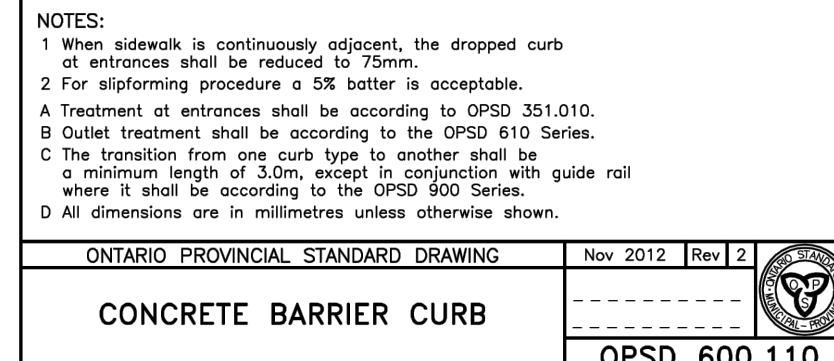 NOTES:
1 When sidewalk is continuously adjacent, the dropped curb
at entrances shall be reduced to 75mm.
2 For slipforming procedure a 5% batter is acceptable.
A Treatment at entrances shall be according to OPSD 351.010.
B Outlet treatment shall be according to the OPSD 610 Series.
C The transition from one curb type to another shall be
a minimum length of 3.0m, except in conjunction with guide rail
where it shall be according to the OPSD 900 Series.
D All dimensions are in millimetres unless otherwise shown.
ONTARIO PROVINCIAL STANDARD DRAWING
Nov 2012 Rev 2
CONCRETE BARRIER CURB
OPS
OPSD 600.110